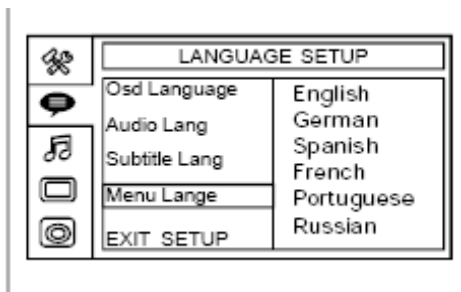 LANGUAGE SETUP
Osd Language
Audio Lang
Subtitle Lang
Menu Lange
EXIT SETUP
English
German
Spanish
French
Portuguese
Russian